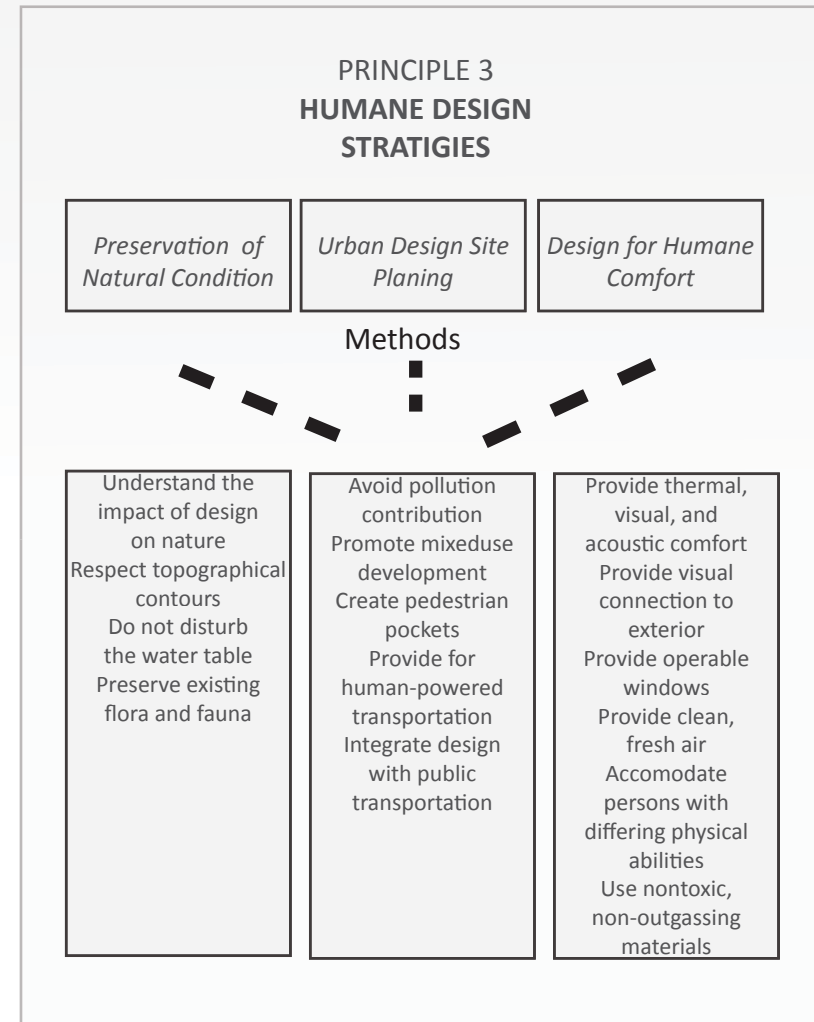 PRINCIPLE 3
HUMANE DESIGN
STRATIGIES
Preservation of
Natural Condition
Urban Design Site
Planing
Design for Humane
Comfort
Methods
Understand the
impact of design
on nature
Respect topographical
contours
Do not disturb
the water table
Preserve existing
flora and fauna
Avoid pollution
contribution
Promote mixeduse
development
Create pedestrian
pockets
Provide for
human-powered
transportation
Integrate design
with public
transportation
Provide thermal,
visual, and
acoustic comfort
Provide visual
connection to
exterior
Provide operable
windows
Provide clean,
fresh air
Accomodate
persons with
differing physical
abilities
Use nontoxic,
non-outgassing
materials